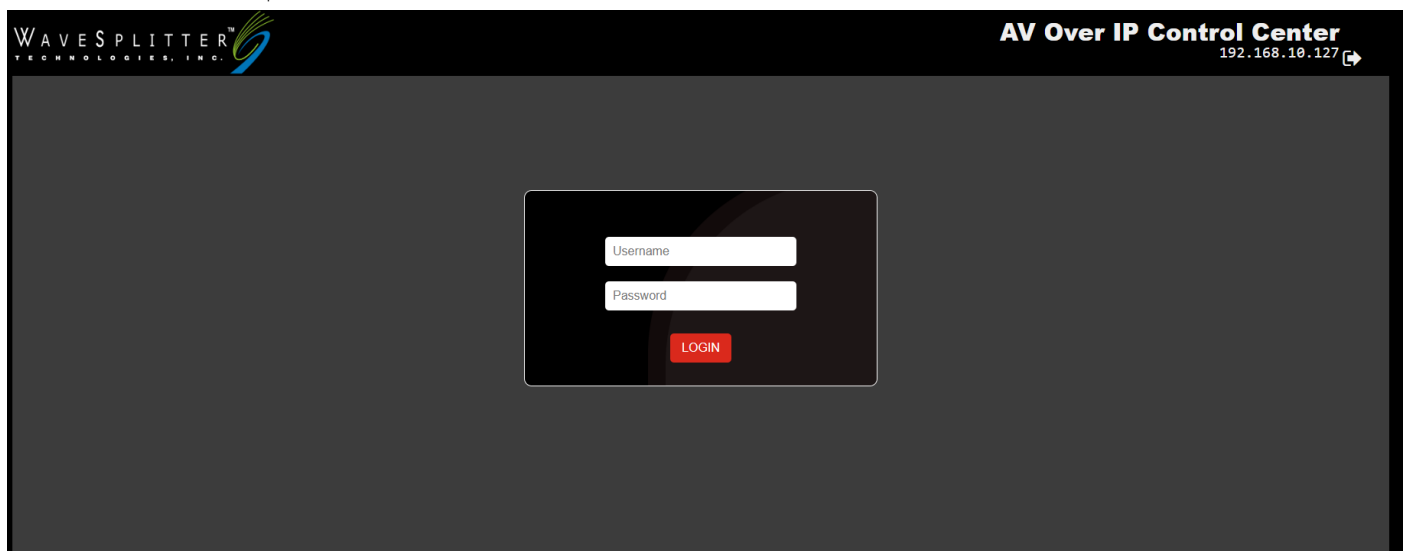 WAVESPLITTER™
TECHNOLOGIES, INC.
AV Over IP Control Center
192.168.10.127
Username
Password
LOGIN